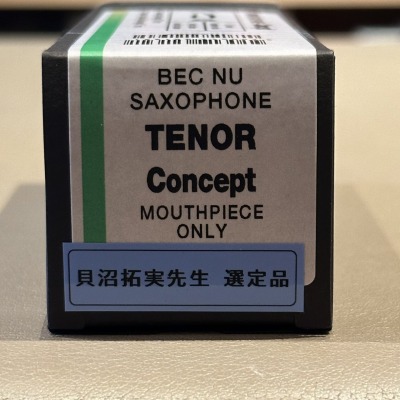 BEC NU
SAXOPHONE
TENOR
Concept
MOUTHPIECE
ONLY
貝沼拓実先生 選定品